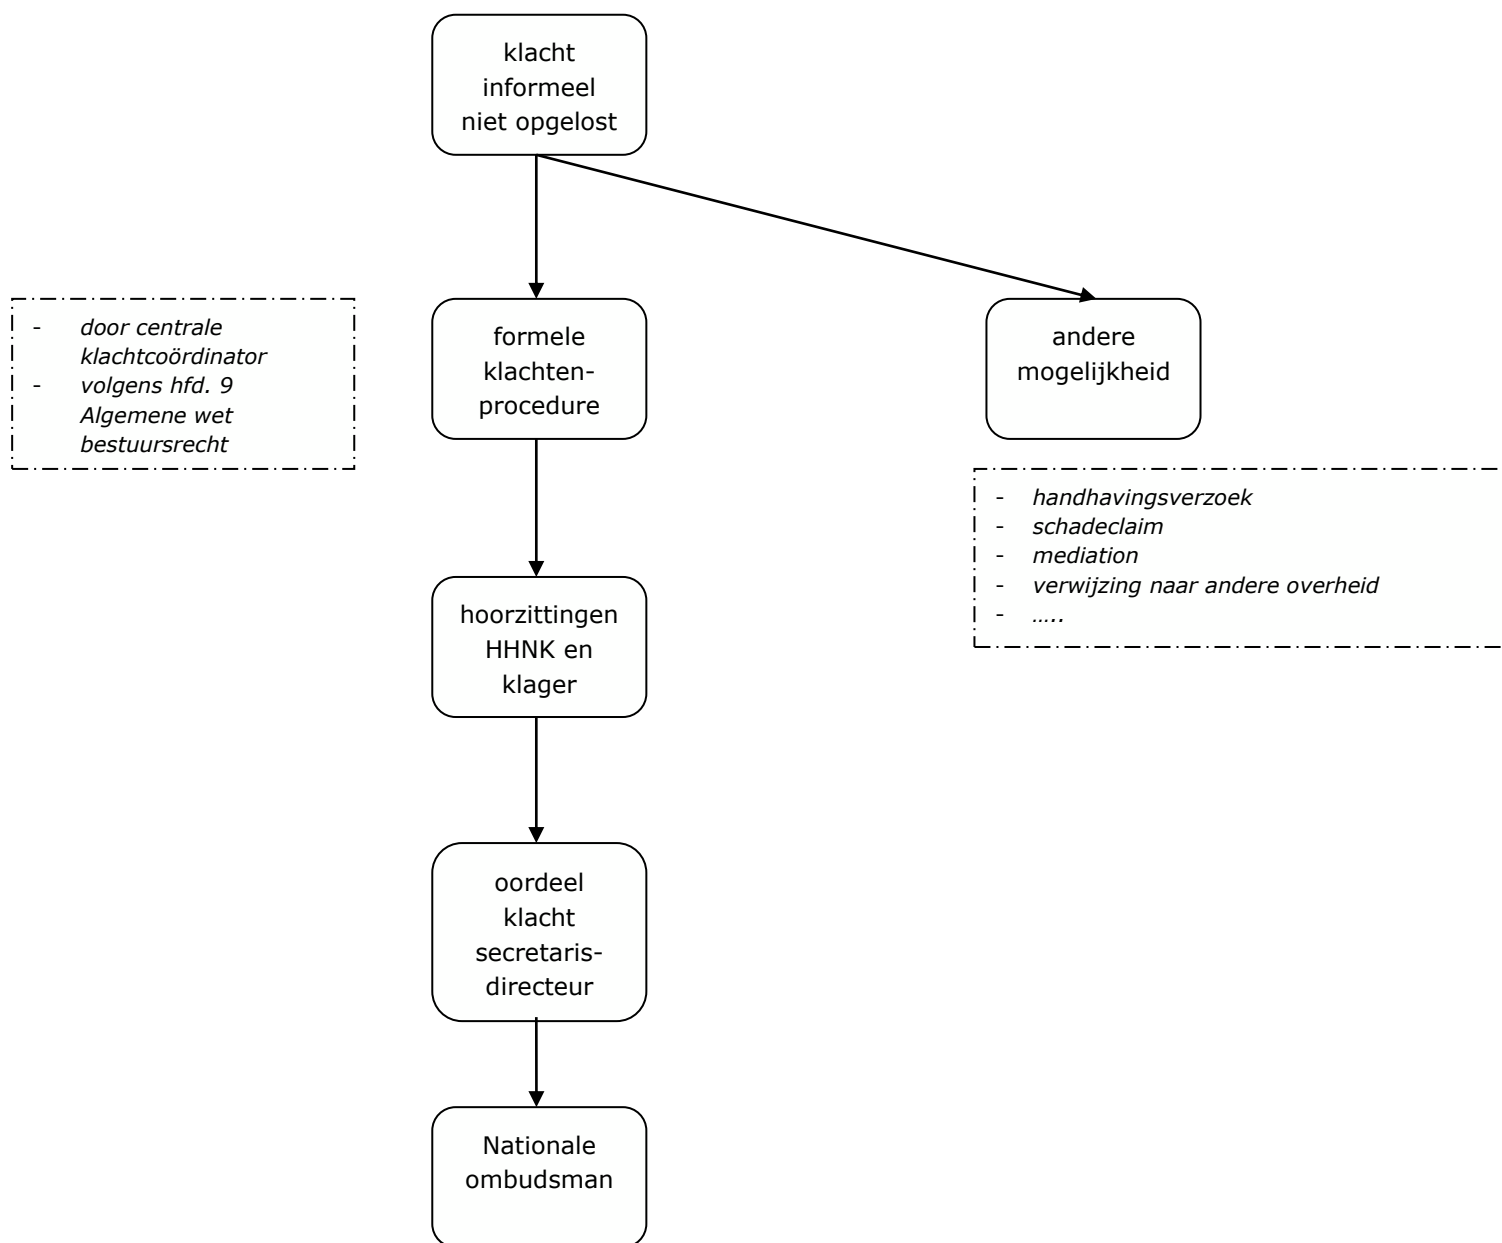 klacht
informeel
niet opgelost
- door centrale
klachtcoördinator
- volgens hfd. 9
Algemene wet
bestuursrecht
formele
klachten-
procedure
andere
mogelijkheid
- handhavingsverzoek
- schadeclaim
- mediation
- verwijzing naar andere overheid
- …..
hoorzittingen
HHNK en
klager
oordeel
klacht
secretaris-
directeur
Nationale
ombudsman